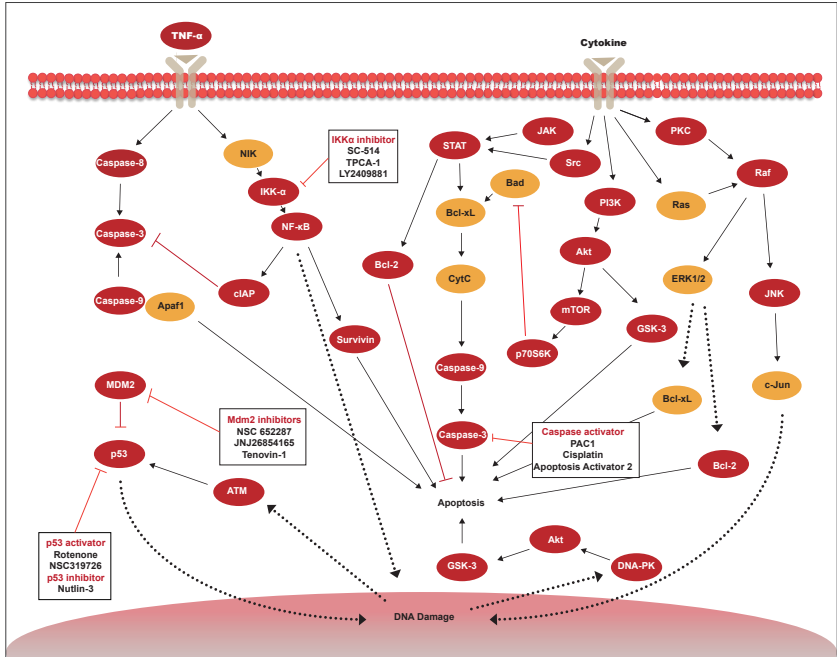 TNF-α
Cytokine
Caspase-8
NIK
IKKα inhibitor
SC-514
TPCA-1
LY2409881
IKK-α
NF-κB
Caspase-3
cIAP
Caspase-9
Apaf1
Survivin
STAT
JAK
Src
PKC
Raf
Bad
Bcl-xL
PI3K
Ras
Bcl-2
CytC
Akt
ERK1/2
JNK
mTOR
GSK-3
p70S6K
Caspase-9
Bcl-xL
c-Jun
MDM2
Mdm2 inhibitors
NSC 652287
JNJ26854165
Tenovin-1
Caspase-3
Caspase activator
PAC1
Cisplatin
Apoptosis Activator 2
p53
Bcl-2
ATM
Apoptosis
p53 activator
Rotenone
NSC319726
p53 inhibitor
Nutlin-3
Akt
GSK-3
DNA-PK
DNA Damage